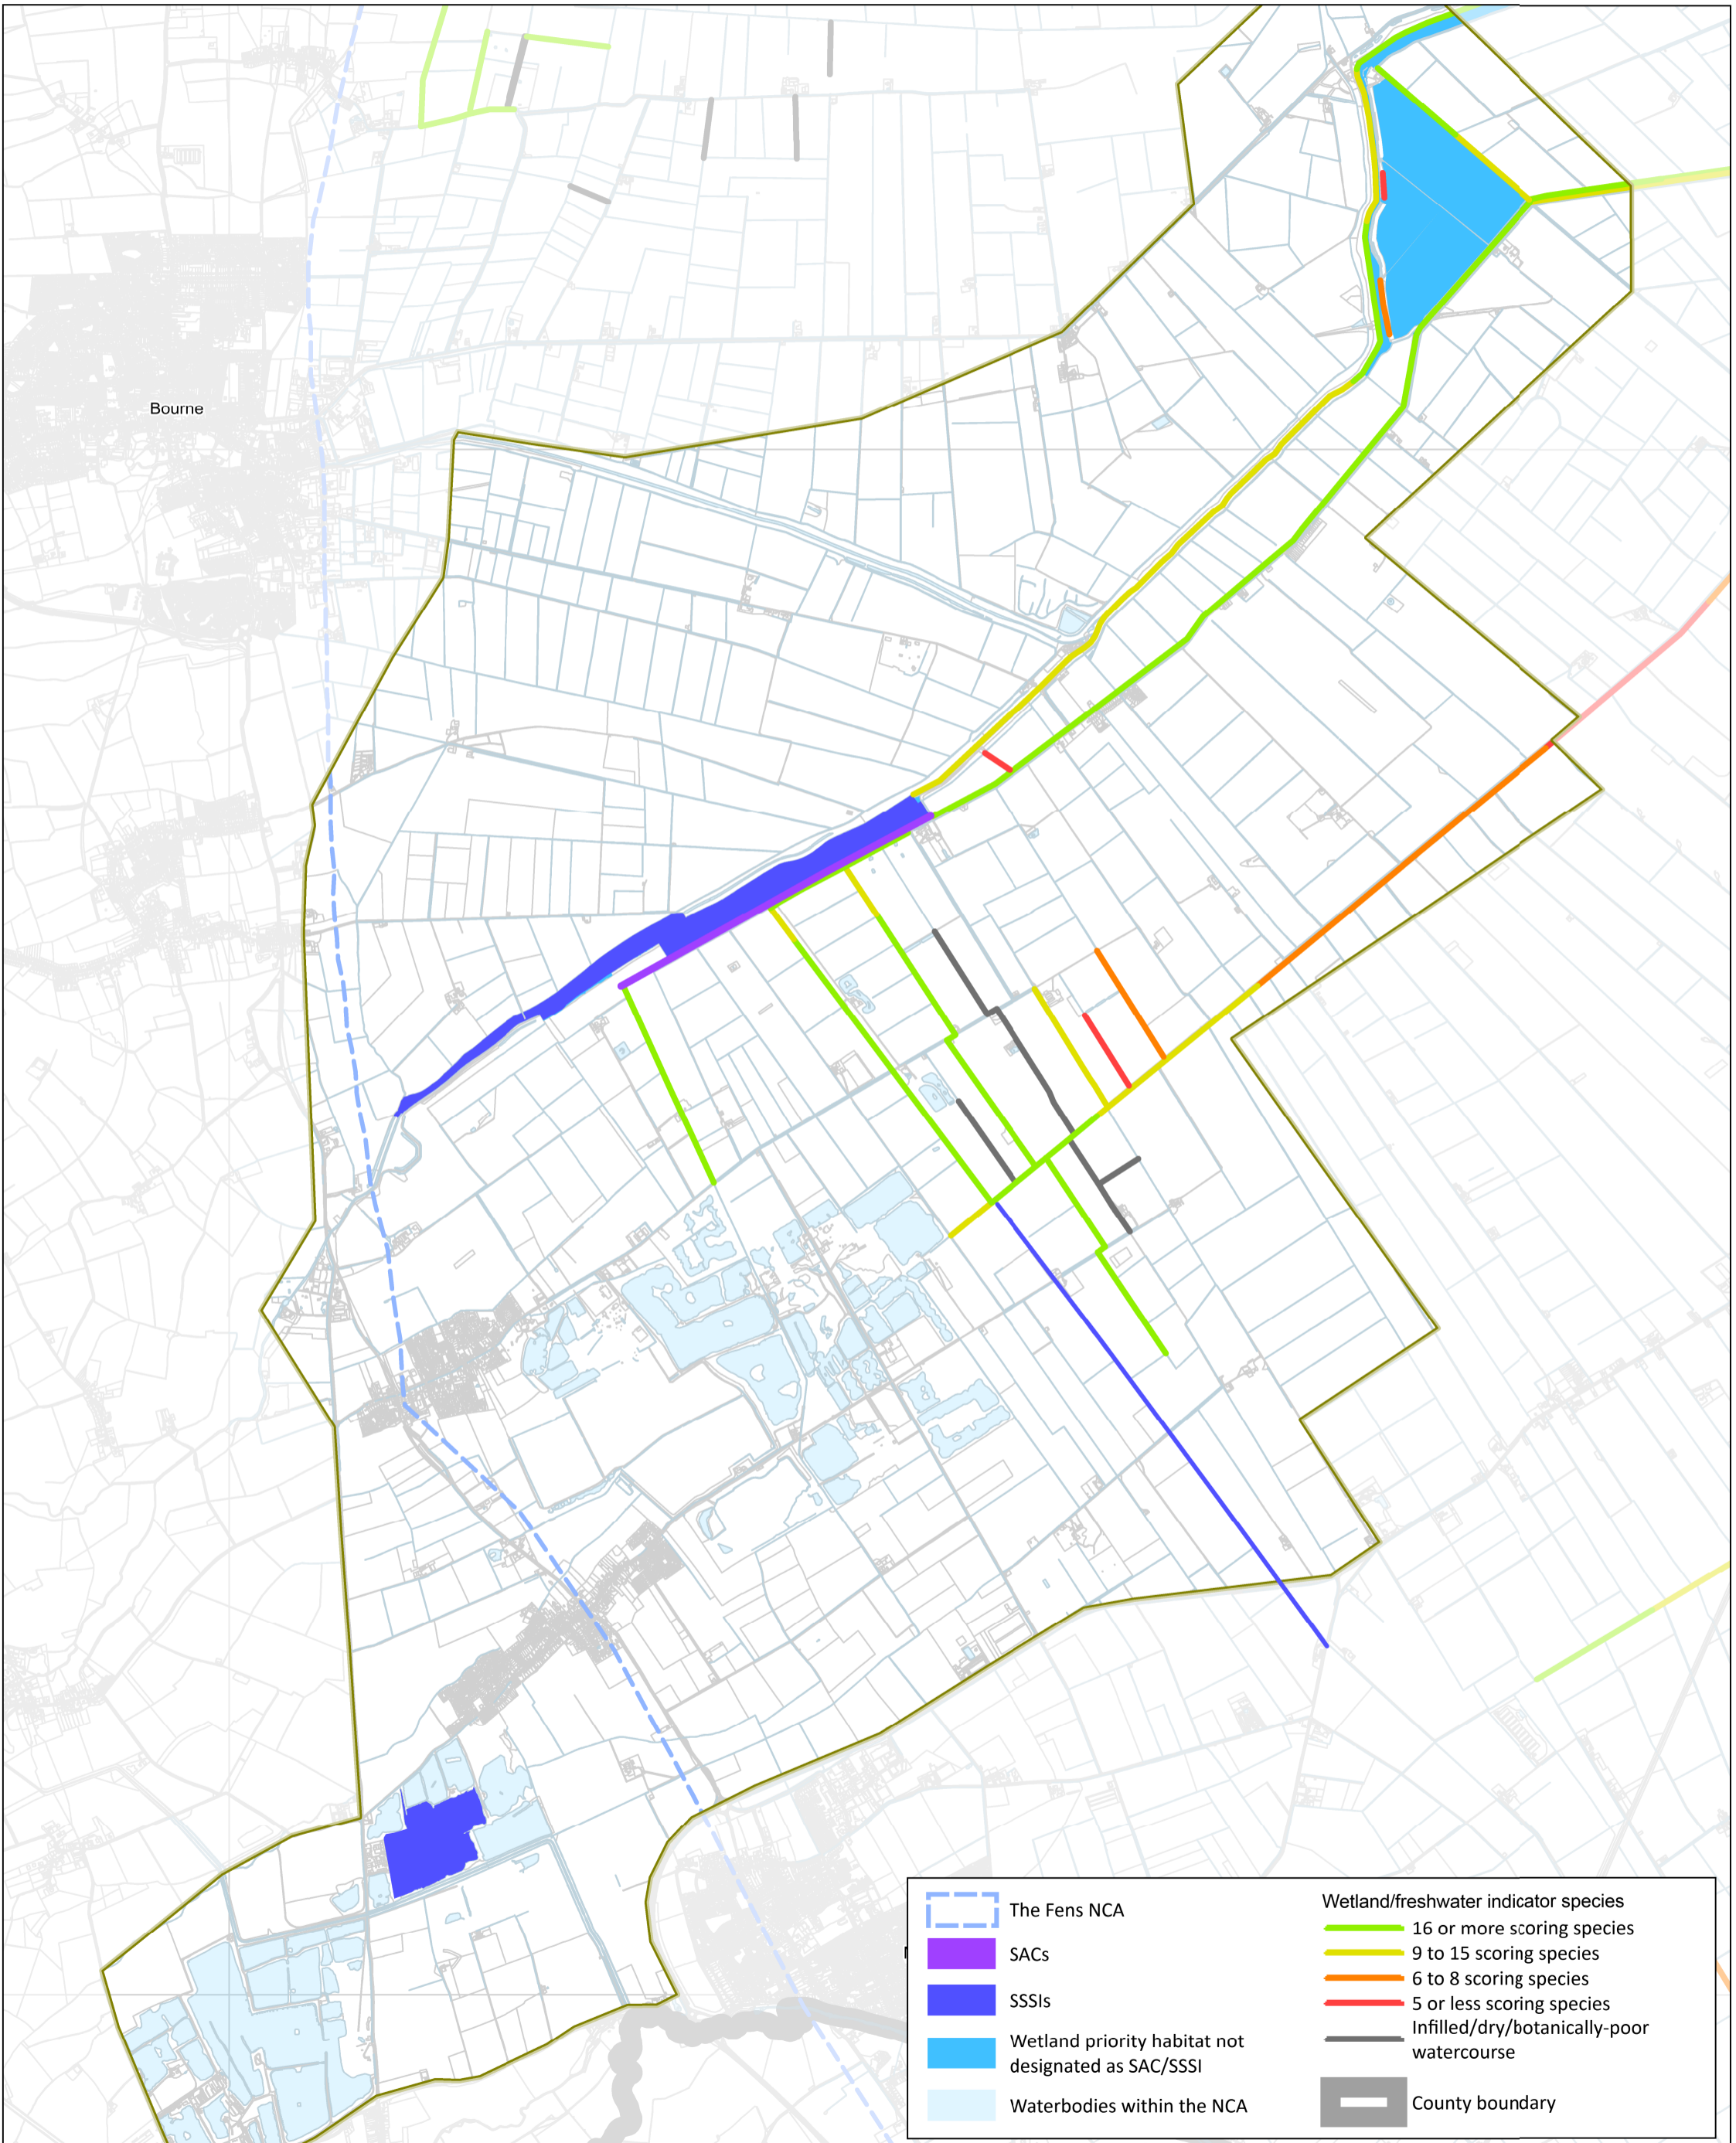 Bourne
The Fens NCA
SACs
SSSIs
Wetland priority habitat not
designated as SAC/SSSI
Waterbodies within the NCA
Wetland/freshwater indicator species
16 or more scoring species
9 to 15 scoring species
6 to 8 scoring species
5 or less scoring species
Infilled/dry/botanically-poor
watercourse
County boundary